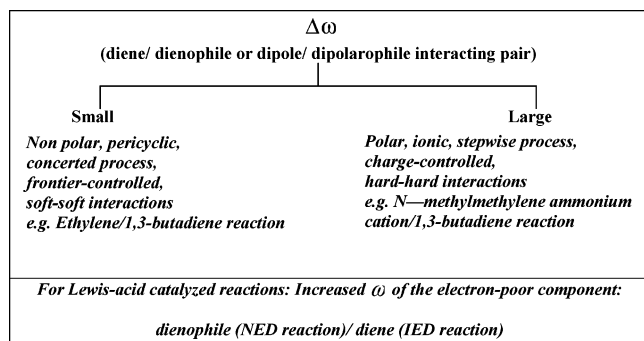 Δω
(diene/ dienophile or dipole/ dipolarophile interacting pair)
Small
Non polar, pericyclic,
concerted process,
frontier-controlled,
soft-soft interactions
e.g. Ethylene/1,3-butadiene reaction
Large
Polar, ionic, stepwise process,
charge-controlled,
hard-hard interactions
e.g. N—methylmethylene ammonium
cation/1,3-butadiene reaction
For Lewis-acid catalyzed reactions: Increased ω of the electron-poor component:
dienophile (NED reaction)/ diene (IED reaction)